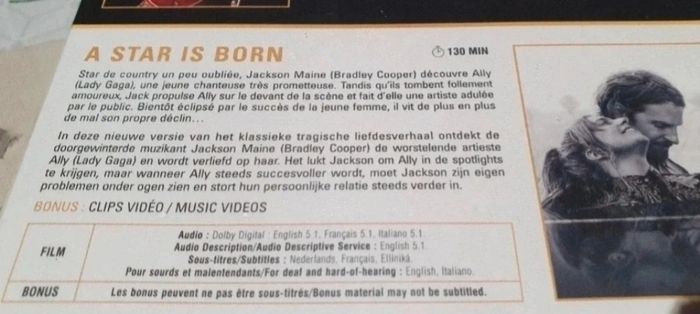 A STAR IS BORN
130 MIN
Star de country un peu oubliée, Jackson Maine (Bradley Cooper) découvre Ally
(Lady Gaga), une jeune chanteuse très prometteuse. Tandis qu'ils tombent follement
amoureux, Jack propulse Ally sur le devant de la scène et fait d'elle une artiste adulée
par le public. Bientôt éclipsé par le succès de la jeune femme, il vit de plus en plus
de mal son propre déclin...
In deze nieuwe versie van het klassieke tragische liefdesverhaal ontdekt de
doorgewinterde muzikant Jackson Maine (Bradley Cooper) de worstelende artieste
Ally (Lady Gaga) en wordt verliefd op haar. Het lukt Jackson om Ally in de spotlights
te krijgen, maar wanneer Ally steeds succesvoller wordt, moet Jackson zijn eigen
problemen onder ogen zien en stort hun persoonlijke relatie steeds verder in.
BONUS : CLIPS VIDÉO / MUSIC VIDEOS
FILM
Audio : Dolby Digital : English 5.1, Français 5.1, Italiano 5.1.
Audio Description/Audio Descriptive Service : English 5.1.
Sous-titres/Subtitles : Nederlands, Français, Elliniká.
Pour sourds et malentendants/For deaf and hard-of-hearing : English, Italiano.
BONUS
Les bonus peuvent ne pas être sous-titrés/Bonus material may not be subtitled.